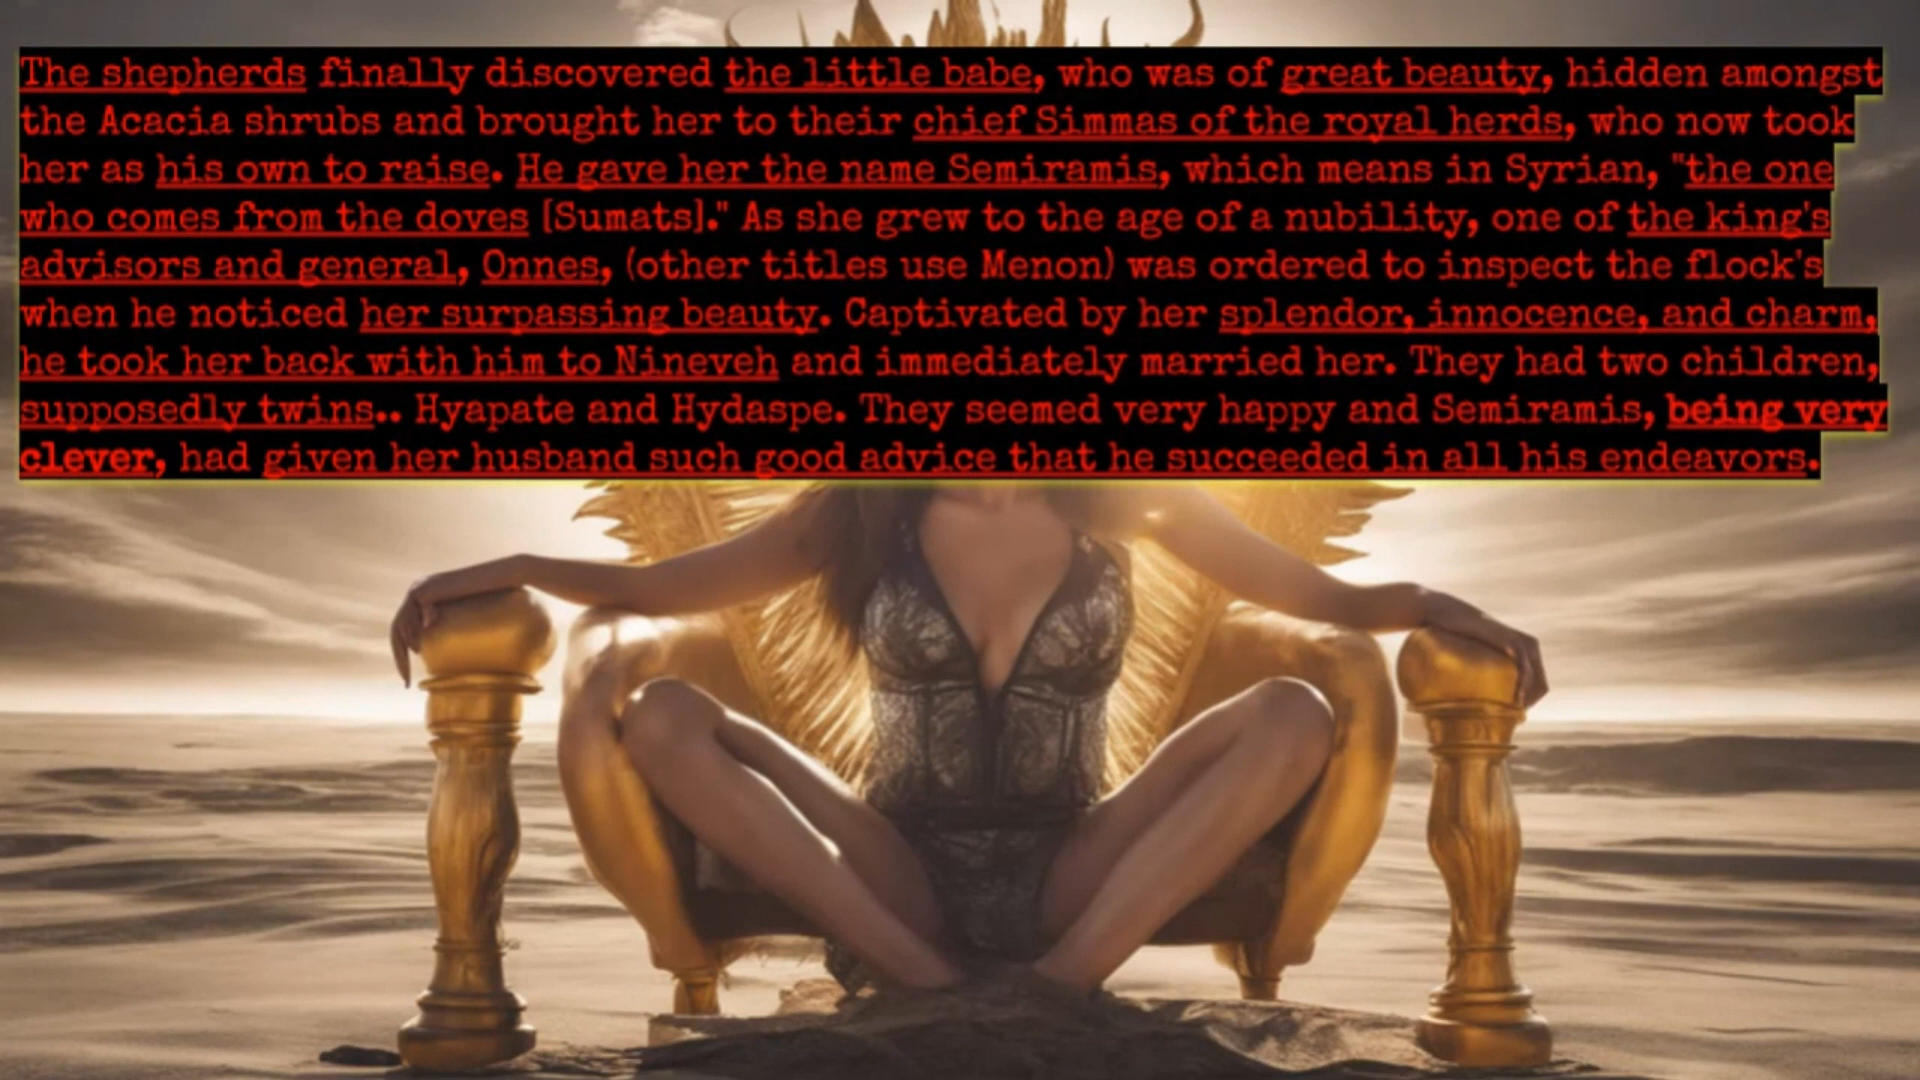 The shepherds finally discovered the little babe, who was of great beauty, hidden amongst
the Acacia shrubs and brought her to their chief Simmas of the royal herds, who now took
her as his own to raise. He gave her the name Semiramis, which means in Syrian, "the one
who comes from the doves [Sumats]." As she grew to the age of a nubility, one of the king's
advisors and general, Onnes, (other titles use Menon) was ordered to inspect the flock's
when he noticed her surpassing beauty. Captivated by her splendor, innocence, and charm,
he took her back with him to Nineveh and immediately married her. They had two children,
supposedly twins.. Hyapate and Hydaspe. They seemed very happy and Semiramis, being very
clever, had given her husband such good advice that he succeeded in all his endeavors.